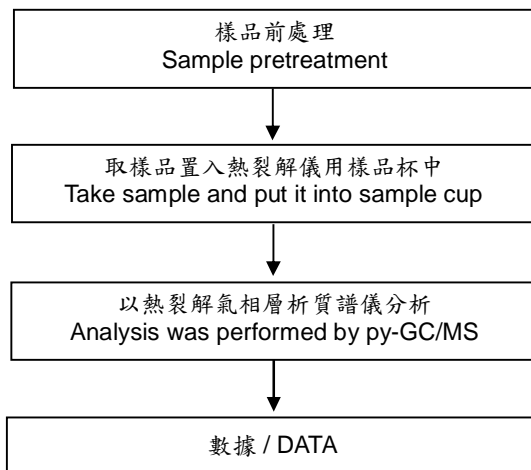 樣品前處理
Sample pretreatment
取樣品置入熱裂解儀用樣品杯中
Take sample and put it into sample cup
以熱裂解氣相層析質譜儀分析
Analysis was performed by py-GC/MS
數據 / DATA